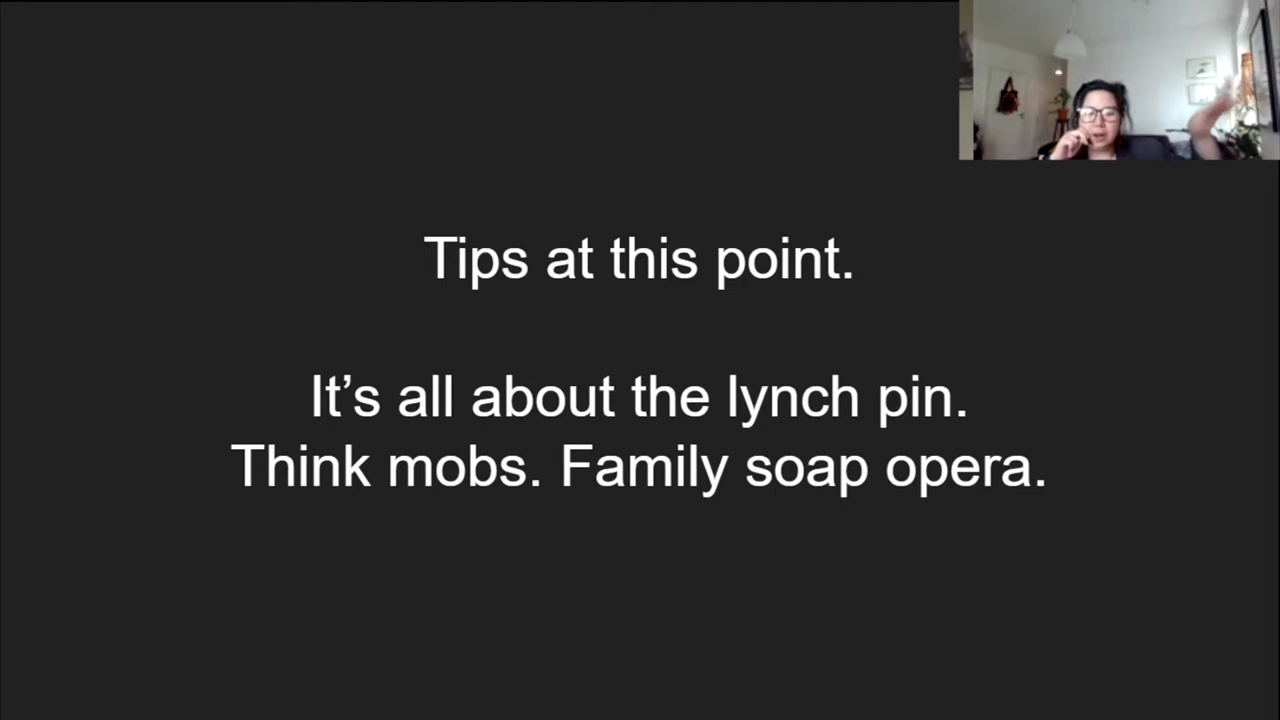 Tips at this point.
It’s all about the lynch pin.
Think mobs. Family soap opera.